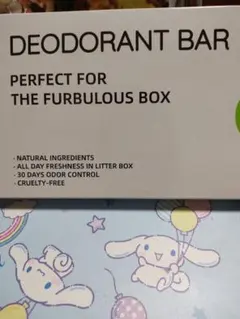 DEODORANT BAR
PERFECT FOR
THE FURBULOUS BOX
· NATURAL INGREDIENTS
· ALL DAY FRESHNESS IN LITTER BOX
· 30 DAYS ODOR CONTROL
· CRUELTY-FREE